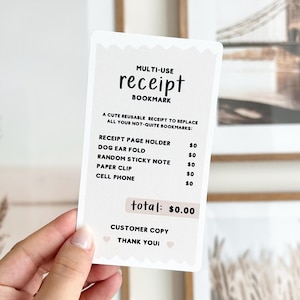 MULTI-USE
receipt
BOOKMARK
A CUTE REUSABLE RECEIPT TO REPLACE
ALL YOUR NOT-QUITE BOOKMARKS:
RECEIPT PAGE HOLDER $0
DOG EAR FOLD $0
RANDOM STICKY NOTE $0
PAPER CLIP $0
CELL PHONE $0
total: $0.00
CUSTOMER COPY
THANK YOU!